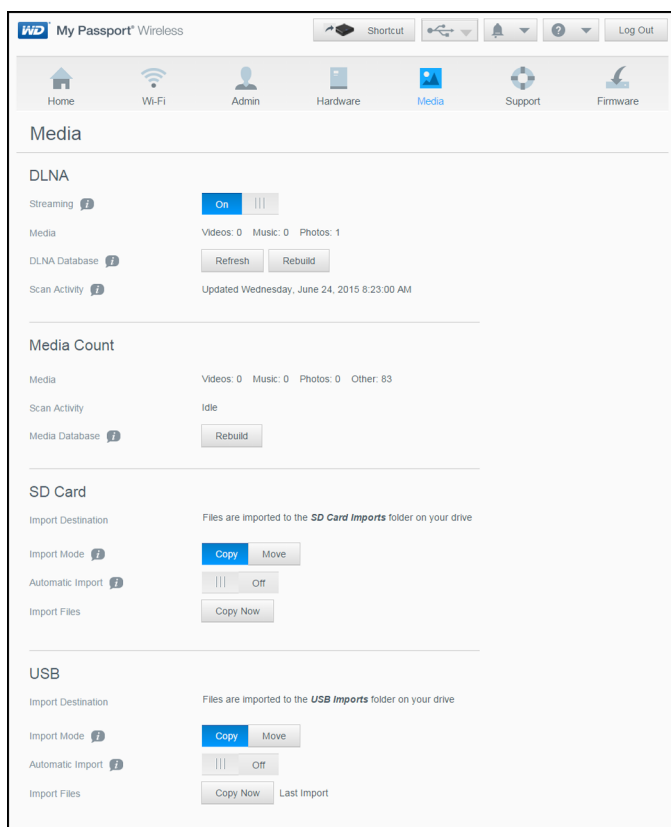 WD My Passport® Wireless Shortcut Log Out
Home Wi-Fi Admin Hardware Media Support Firmware
Media
DLNA
Streaming On
Media Videos: 0 Music: 0 Photos: 1
DLNA Database Refresh Rebuild
Scan Activity Updated Wednesday, June 24, 2015 8:23:00 AM
Media Count
Media Videos: 0 Music: 0 Photos: 0 Other: 83
Scan Activity Idle
Media Database Rebuild
SD Card
Import Destination Files are imported to the SD Card Imports folder on your drive
Import Mode Copy Move
Automatic Import Off
Import Files Copy Now
USB
Import Destination Files are imported to the USB Imports folder on your drive
Import Mode Copy Move
Automatic Import Off
Import Files Copy Now Last Import